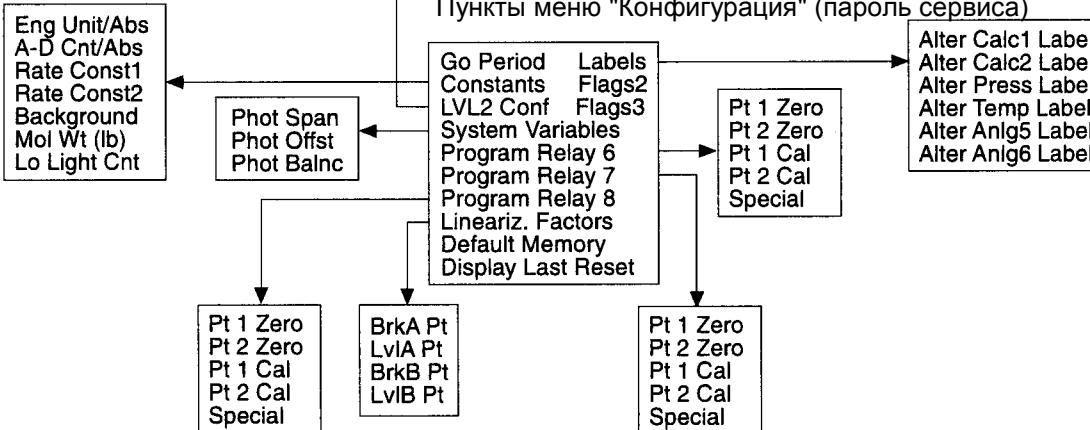 Пункты меню "Конфигурация" (пароль сервиса)
Eng Unit/Abs
A-D Cnt/Abs
Rate Const1
Rate Const2
Background
Mol Wt (lb)
Lo Light Cnt
Phot Span
Phot Offst
Phot Balnc
Go Period Labels
Constants Flags2
LVL2 Conf Flags3
System Variables
Program Relay 6
Program Relay 7
Program Relay 8
Lineariz. Factors
Default Memory
Display Last Reset
Pt 1 Zero
Pt 2 Zero
Pt 1 Cal
Pt 2 Cal
Special
Alter Calc1 Labe
Alter Calc2 Labe
Alter Press Labe
Alter Temp Label
Alter Anlg5 Label
Alter Anlg6 Label
Pt 1 Zero
Pt 2 Zero
Pt 1 Cal
Pt 2 Cal
Special
BrkA Pt
LvlA Pt
BrkB Pt
LvlB Pt
Pt 1 Zero
Pt 2 Zero
Pt 1 Cal
Pt 2 Cal
Special